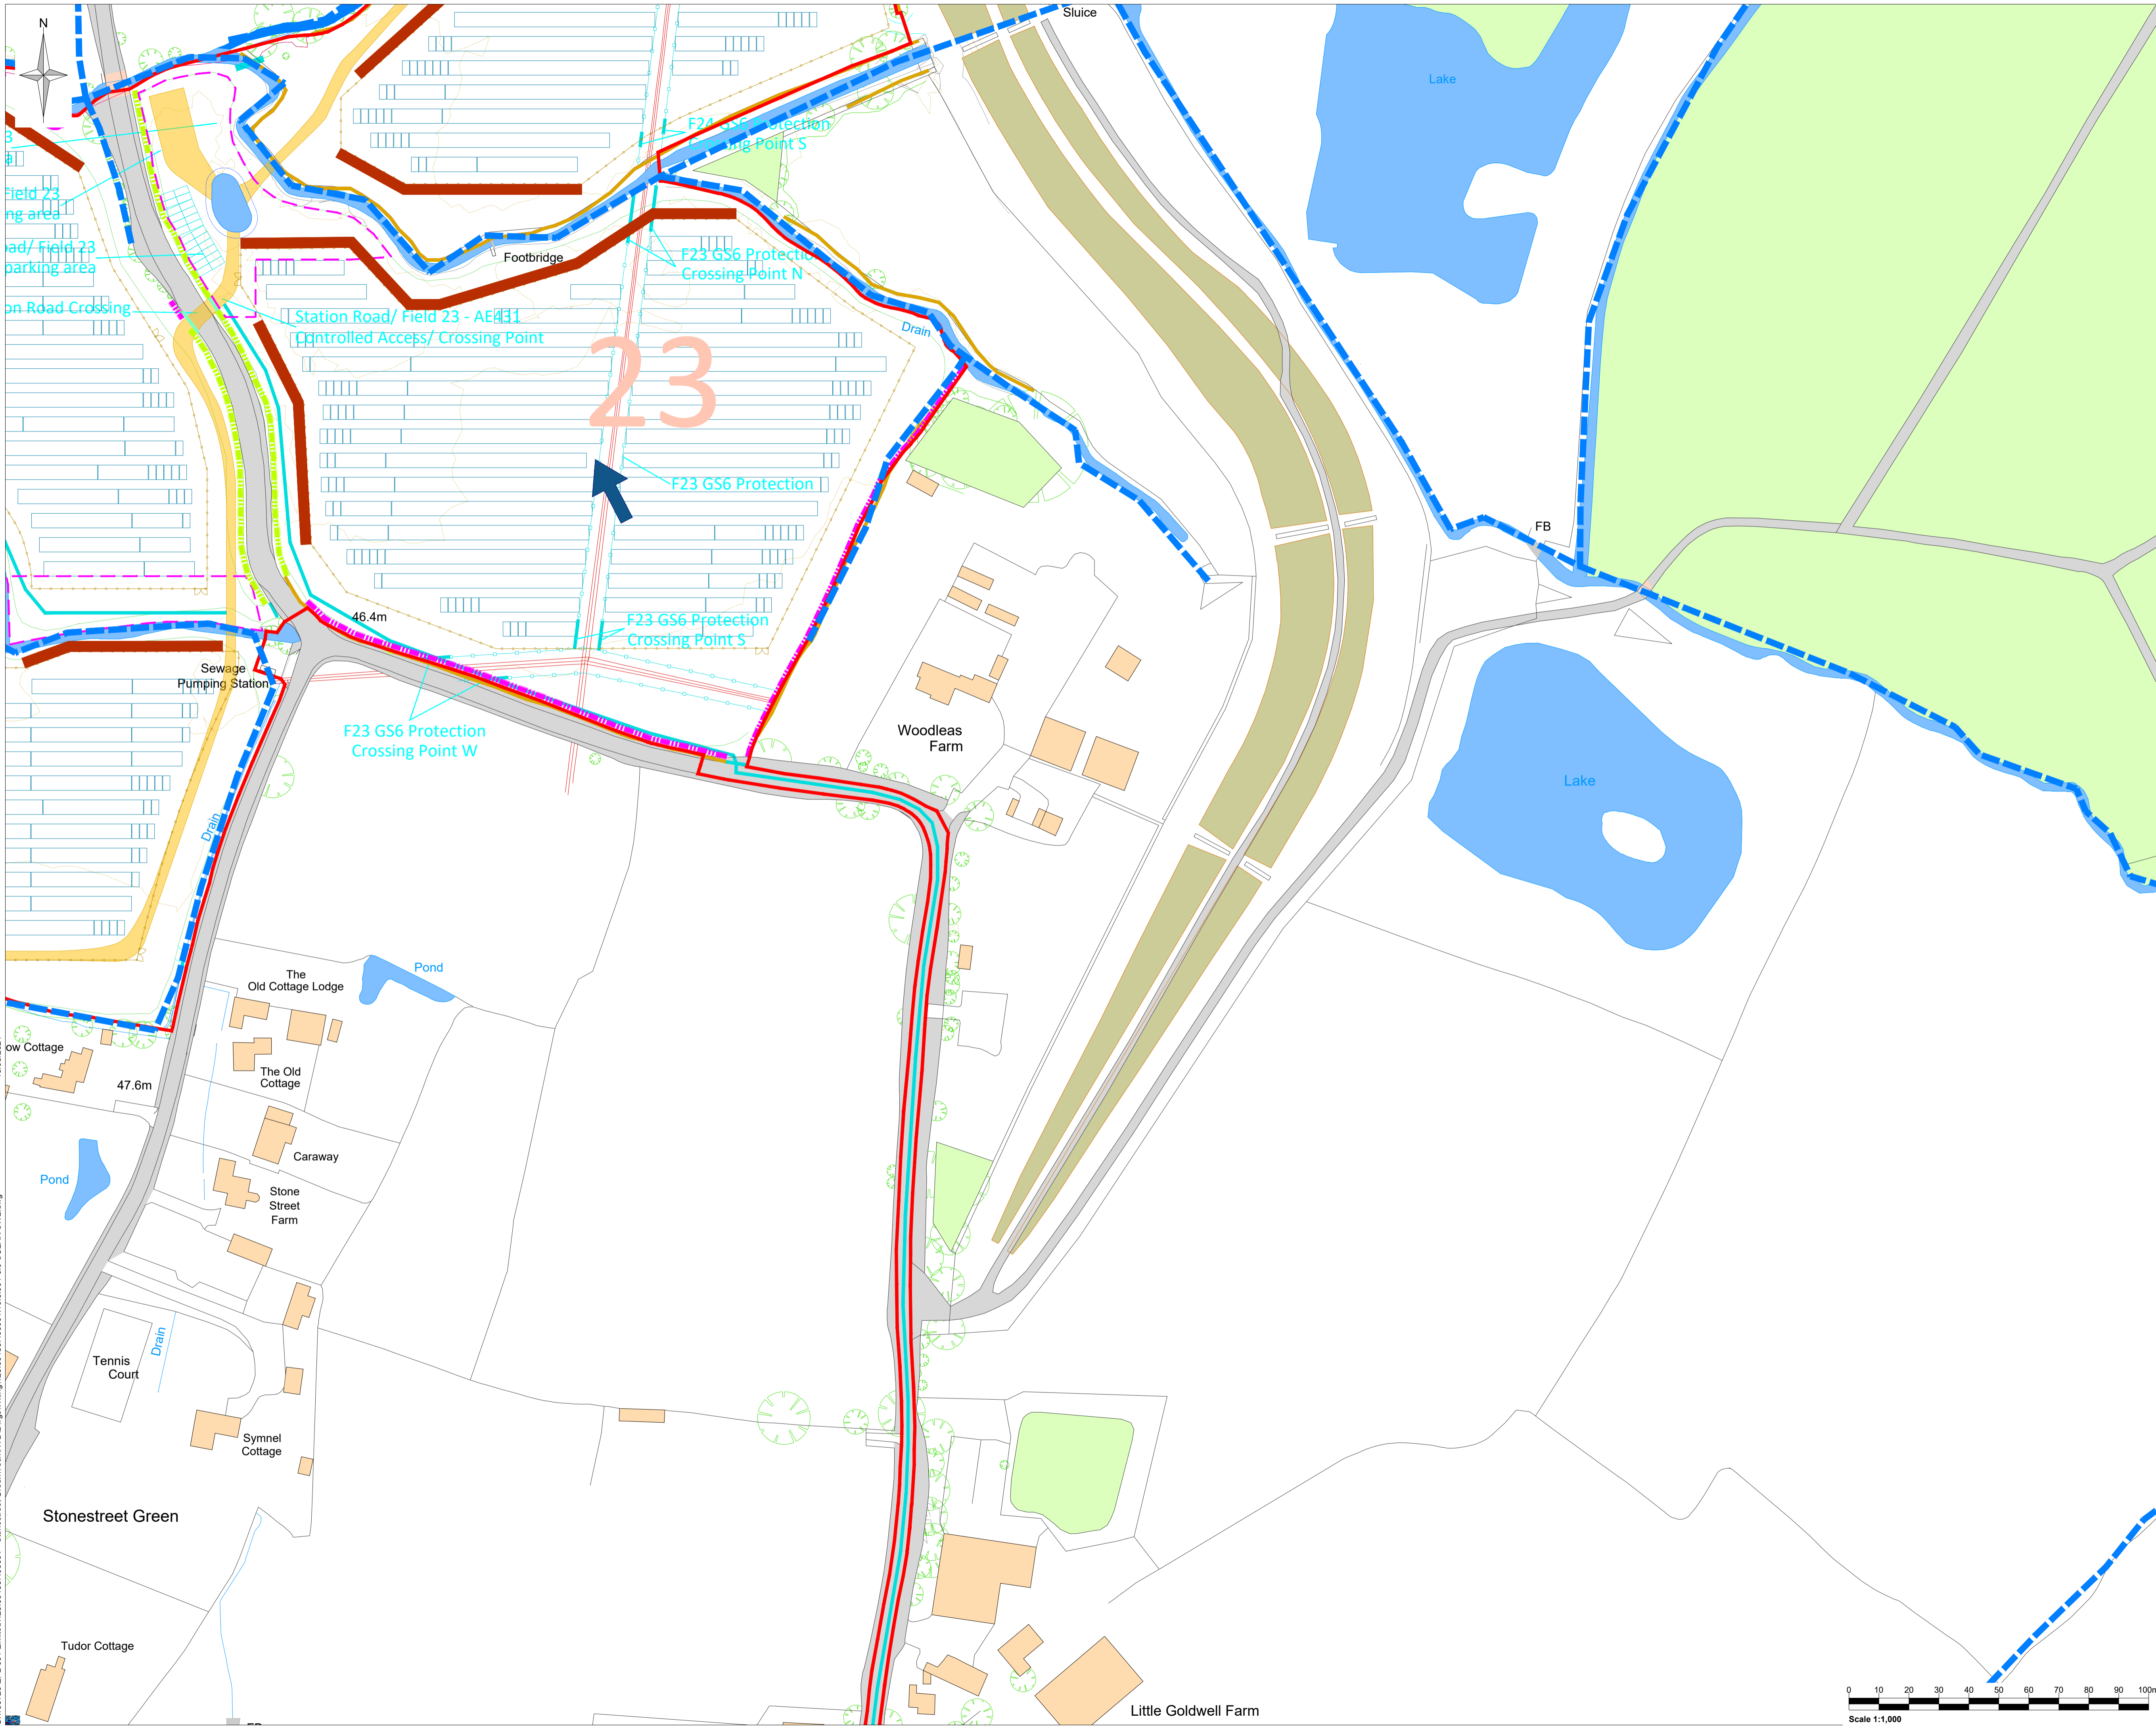 N
Sluice
Lake
F24 GS6 Protection
Crossing Point S
Field 23
area
Road/ Field 23
parking area
Footbridge
F23 GS6 Protection
Crossing Point N
Road Crossing
Station Road/ Field 23 - AE431
Controlled Access/ Crossing Point
Drain
23
F23 GS6 Protection
FB
46.4m
F23 GS6 Protection
Crossing Point S
Sewage
Pumping Station
F23 GS6 Protection
Crossing Point W
Woodleas
Farm
Lake
Drain
The
Old Cottage Lodge
Pond
ow Cottage
The Old
Cottage
47.6m
Caraway
Pond
Stone
Street
Farm
Drain
Tennis
Court
Symnel
Cottage
Stonestreet Green
Tudor Cottage
Little Goldwell Farm
0 10 20 30 40 50 60 70 80 90 100m
Scale 1:1,000